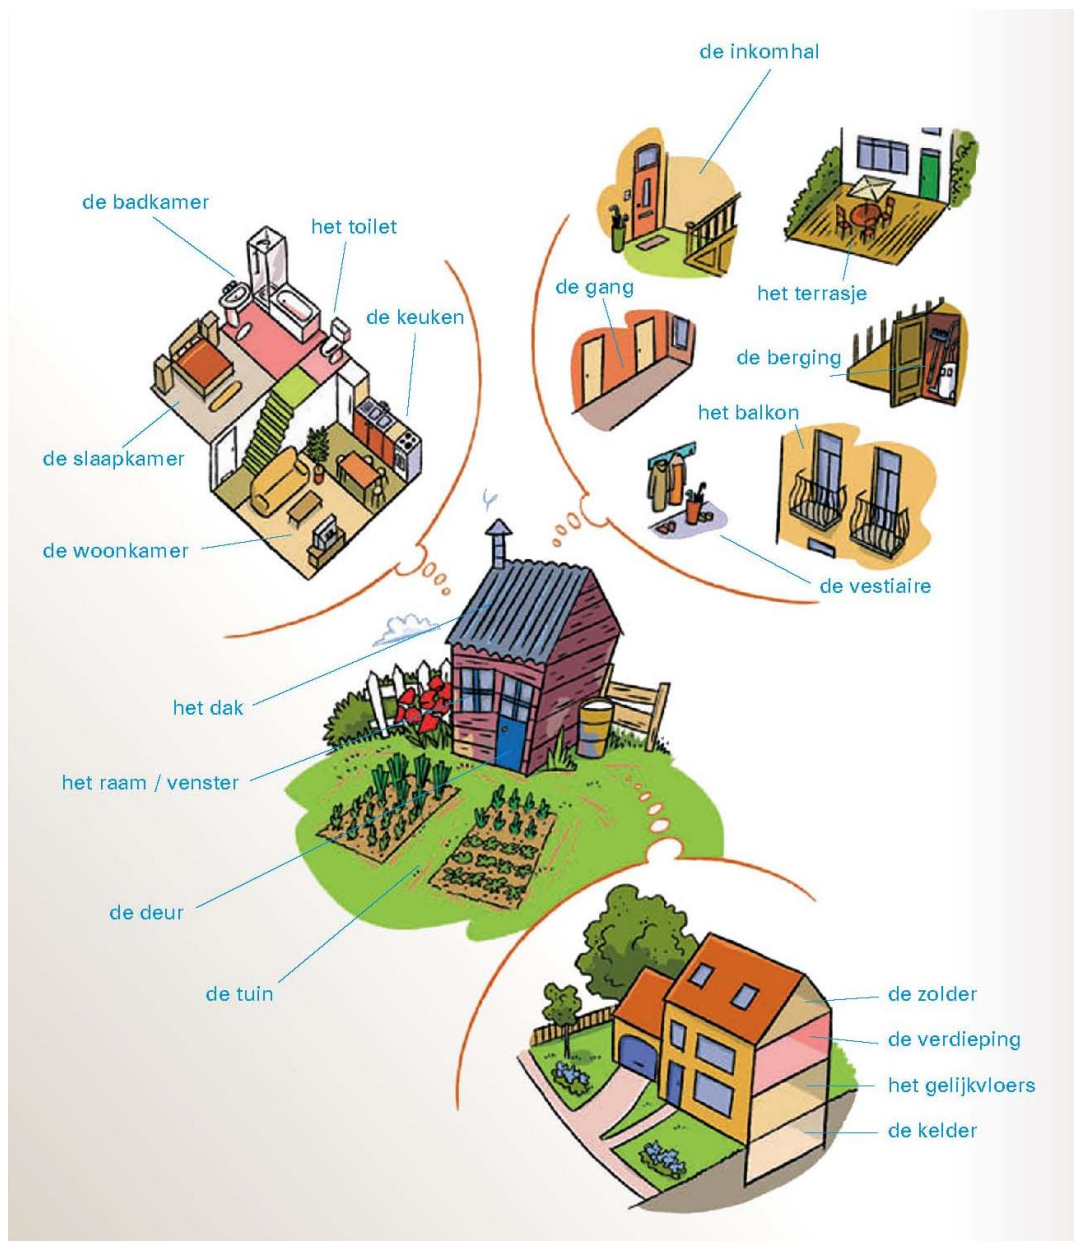 de inkomhal
de badkamer
het toilet
de gang
het terrasje
de keuken
de berging
het balkon
de slaapkamer
de woonkamer
de vestiaire
het dak
het raam / venster
de deur
de tuin
de zolder
de verdieping
het gelijkvloers
de kelder